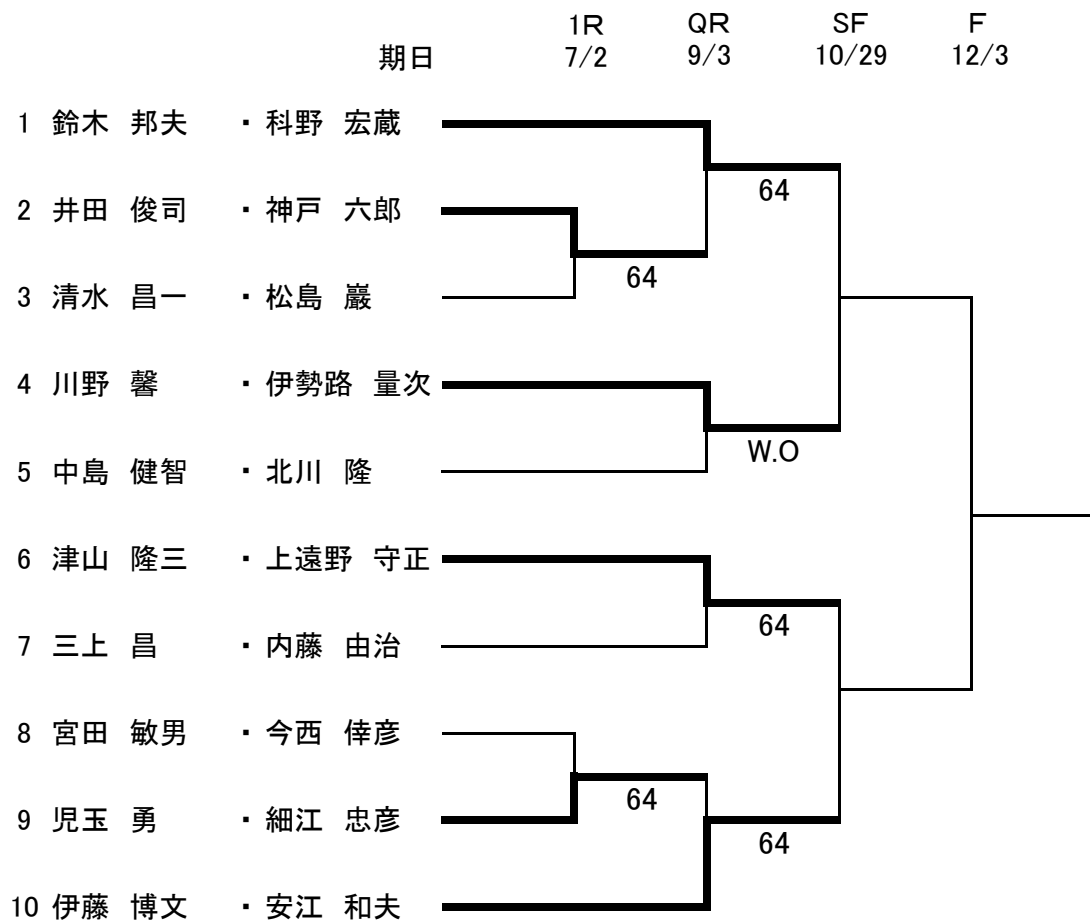 1R QR SF F
期日 7/2 9/3 10/29 12/3
1 鈴木 邦夫 ・ 科野 宏蔵
64
2 井田 俊司 ・ 神戸 六郎
64
3 清水 昌一 ・ 松島 巌
4 川野 馨 ・ 伊勢路 量次
W.O
5 中島 健智 ・ 北川 隆
6 津山 隆三 ・ 上遠野 守正
64
7 三上 昌 ・ 内藤 由治
8 宮田 敏男 ・ 今西 倖彦
64
9 児玉 勇 ・ 細江 忠彦
64
10 伊藤 博文 ・ 安江 和夫